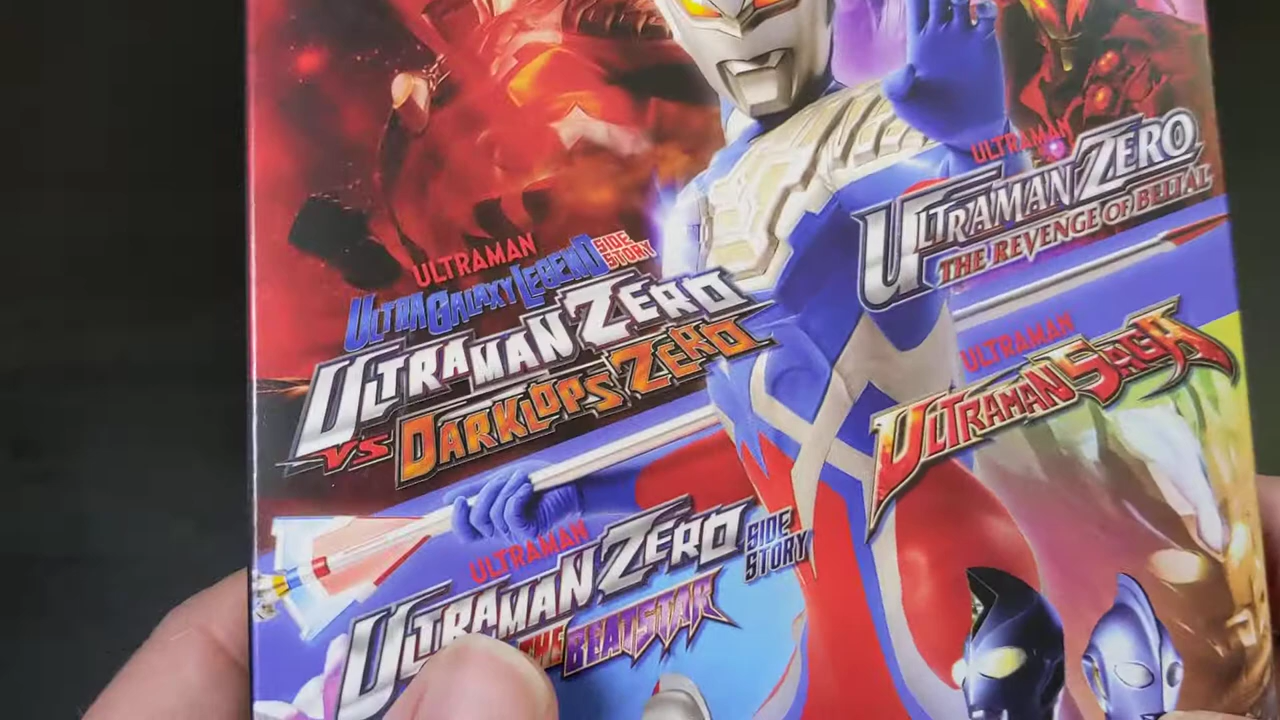 ULTRAMAN
ULTRA GALAXY LEGEND SIDE STORY
ULTRAMAN ZERO
VS DARKLOPS ZERO
ULTRAMAN
ULTRAMAN ZERO
THE REVENGE OF BELIAL
ULTRAMAN
ULTRAMAN SAGA
ULTRAMAN
ULTRAMAN ZERO SIDE STORY
THE BEATSTAR